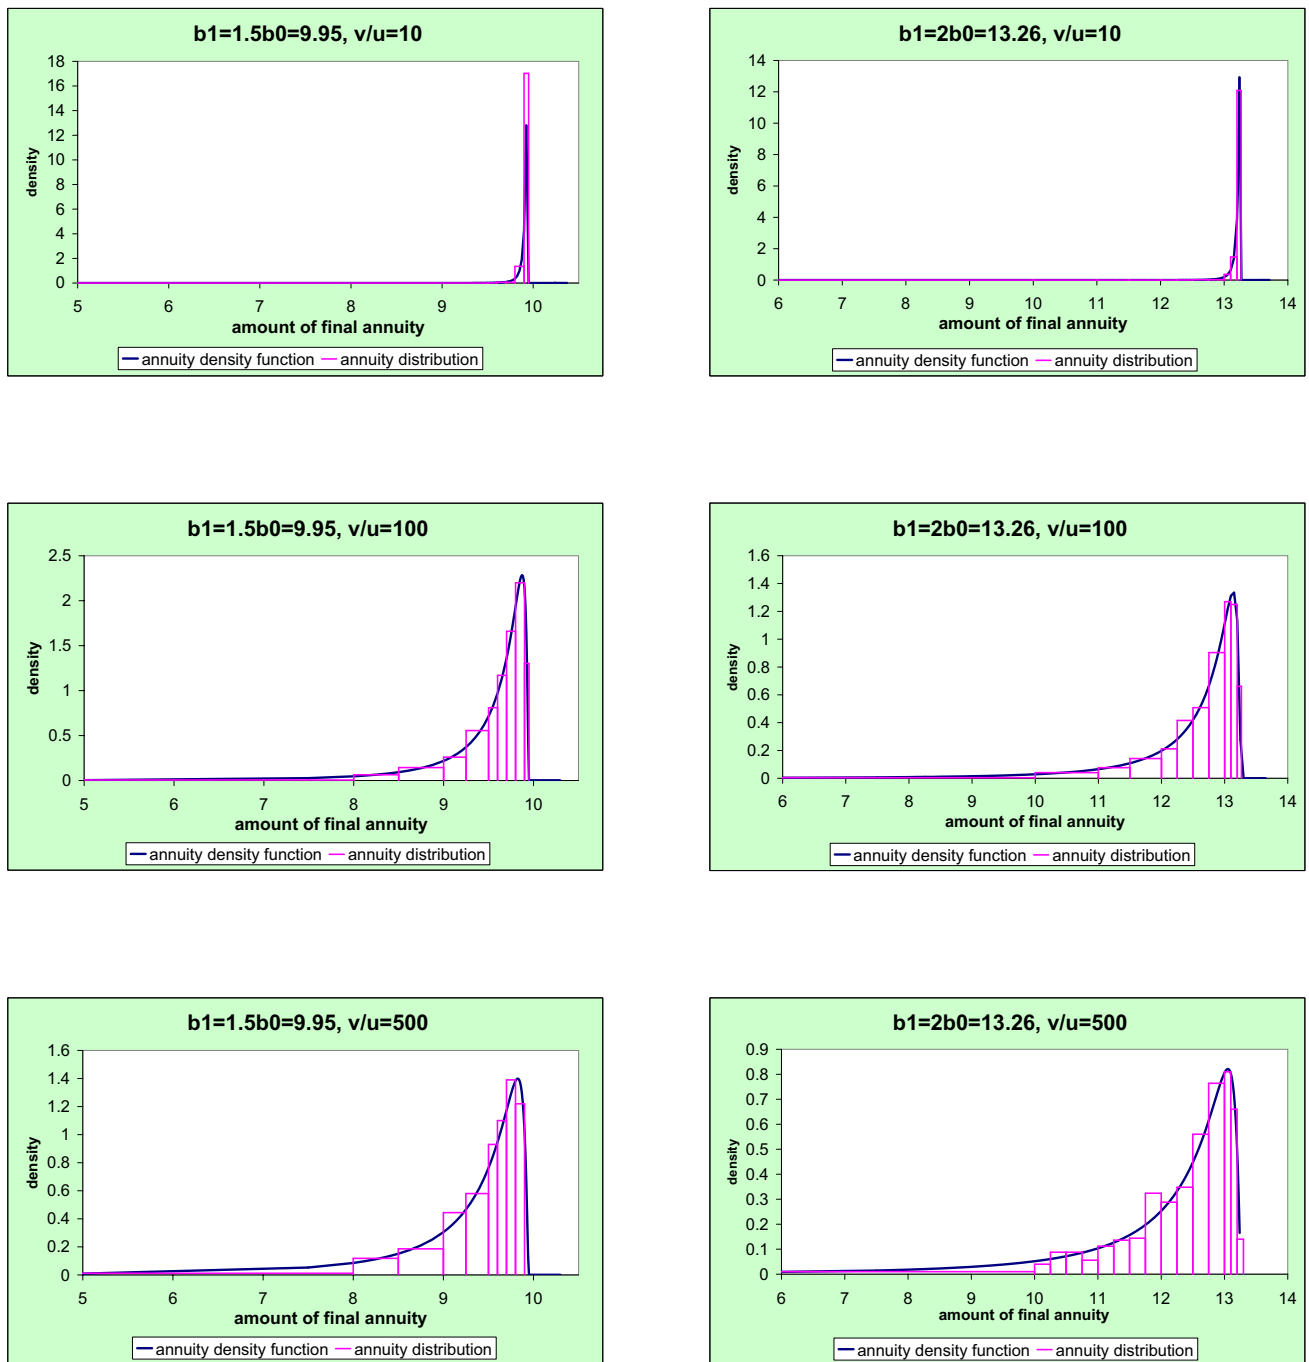 b1=1.5b0=9.95, v/u=10
18
16
14
12
10
8
6
4
2
0
density
5 6 7 8 9 10
amount of final annuity
annuity density function annuity distribution
b1=2b0=13.26, v/u=10
14
12
10
8
6
4
2
0
density
6 7 8 9 10 11 12 13 14
amount of final annuity
annuity density function annuity distribution
b1=1.5b0=9.95, v/u=100
2.5
2
1.5
1
0.5
0
density
5 6 7 8 9 10
amount of final annuity
annuity density function annuity distribution
b1=2b0=13.26, v/u=100
1.6
1.4
1.2
1
0.8
0.6
0.4
0.2
0
density
6 7 8 9 10 11 12 13 14
amount of final annuity
annuity density function annuity distribution
b1=1.5b0=9.95, v/u=500
1.6
1.4
1.2
1
0.8
0.6
0.4
0.2
0
density
5 6 7 8 9 10
amount of final annuity
annuity density function annuity distribution
b1=2b0=13.26, v/u=500
0.9
0.8
0.7
0.6
0.5
0.4
0.3
0.2
0.1
0
density
6 7 8 9 10 11 12 13 14
amount of final annuity
annuity density function annuity distribution